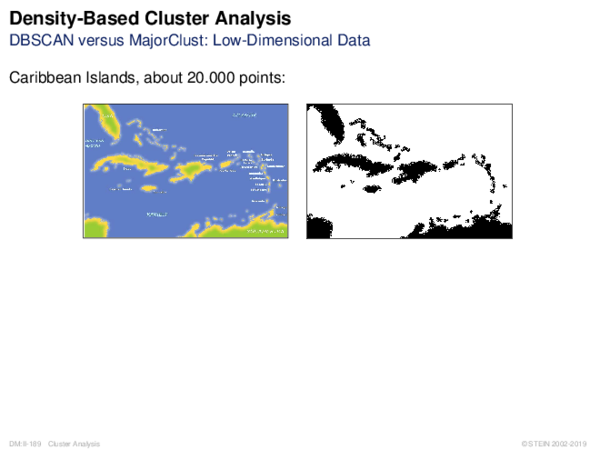 Density-Based Cluster Analysis
DBSCAN versus MajorClust: Low-Dimensional Data
Caribbean Islands, about 20.000 points:
DM:II-189 Cluster Analysis
© STEIN 2002-2019